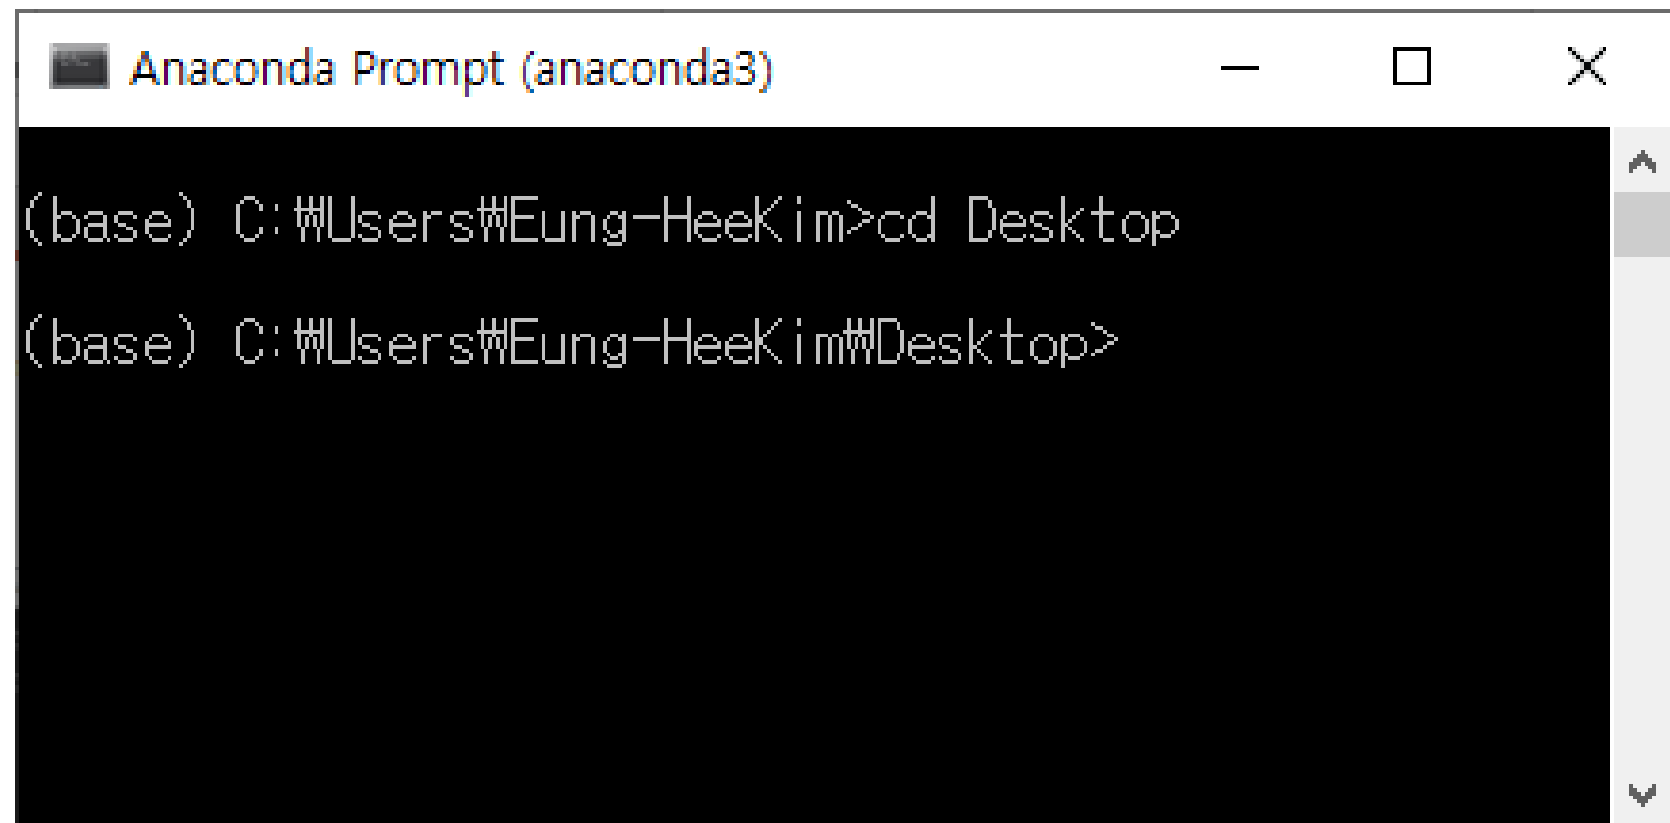 Anaconda Prompt (anaconda3)
(base) C:₩Users₩Eung-HeeKim>cd Desktop
(base) C:₩Users₩Eung-HeeKim₩Desktop>